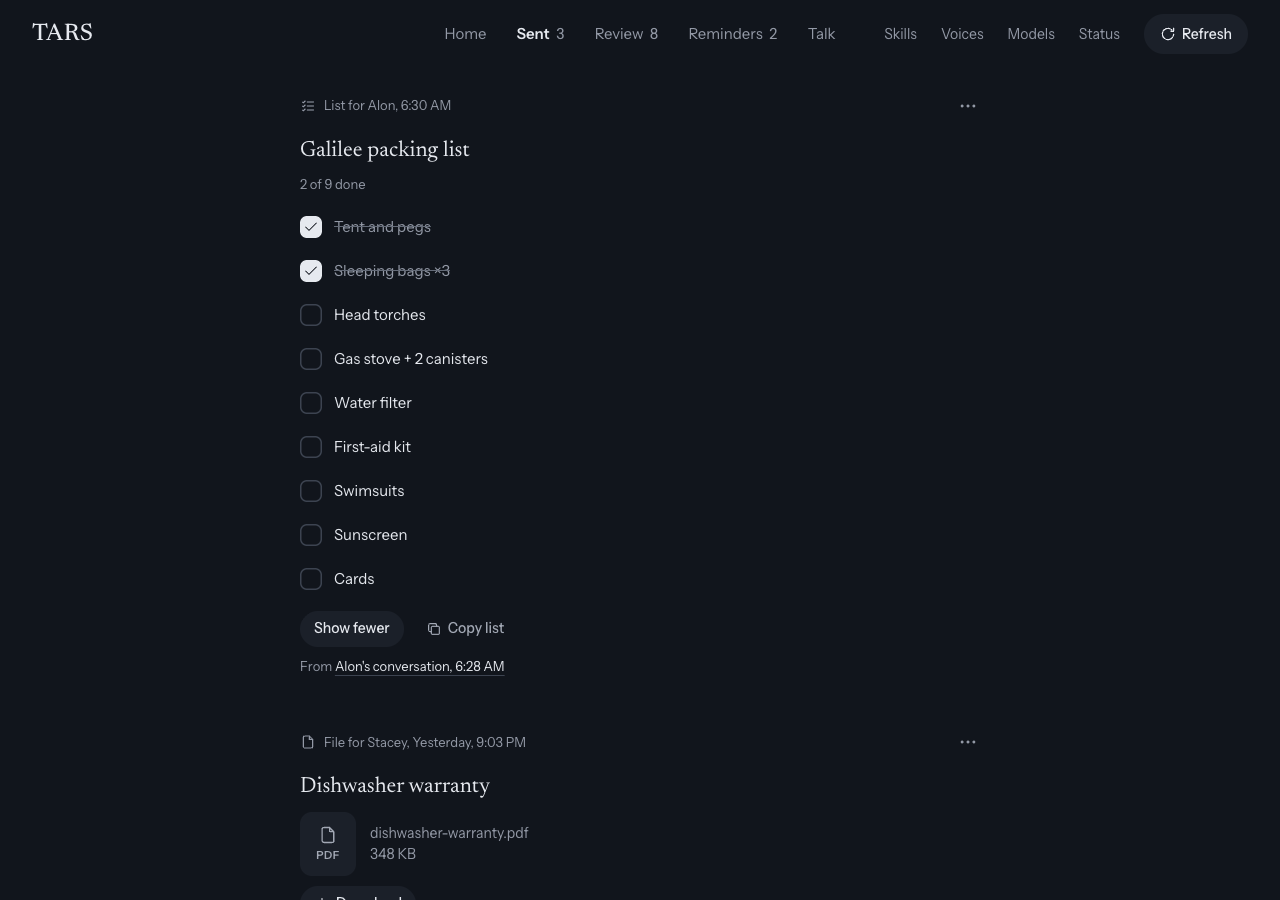 TARS
Home Sent 3 Review 8 Reminders 2 Talk Skills Voices Models Status Refresh
List for Alon, 6:30 AM
Galilee packing list
2 of 9 done
Tent and pegs
Sleeping bags ×3
Head torches
Gas stove + 2 canisters
Water filter
First-aid kit
Swimsuits
Sunscreen
Cards
Show fewer Copy list
From Alon's conversation, 6:28 AM
File for Stacey, Yesterday, 9:03 PM
Dishwasher warranty
PDF
dishwasher-warranty.pdf
348 KB